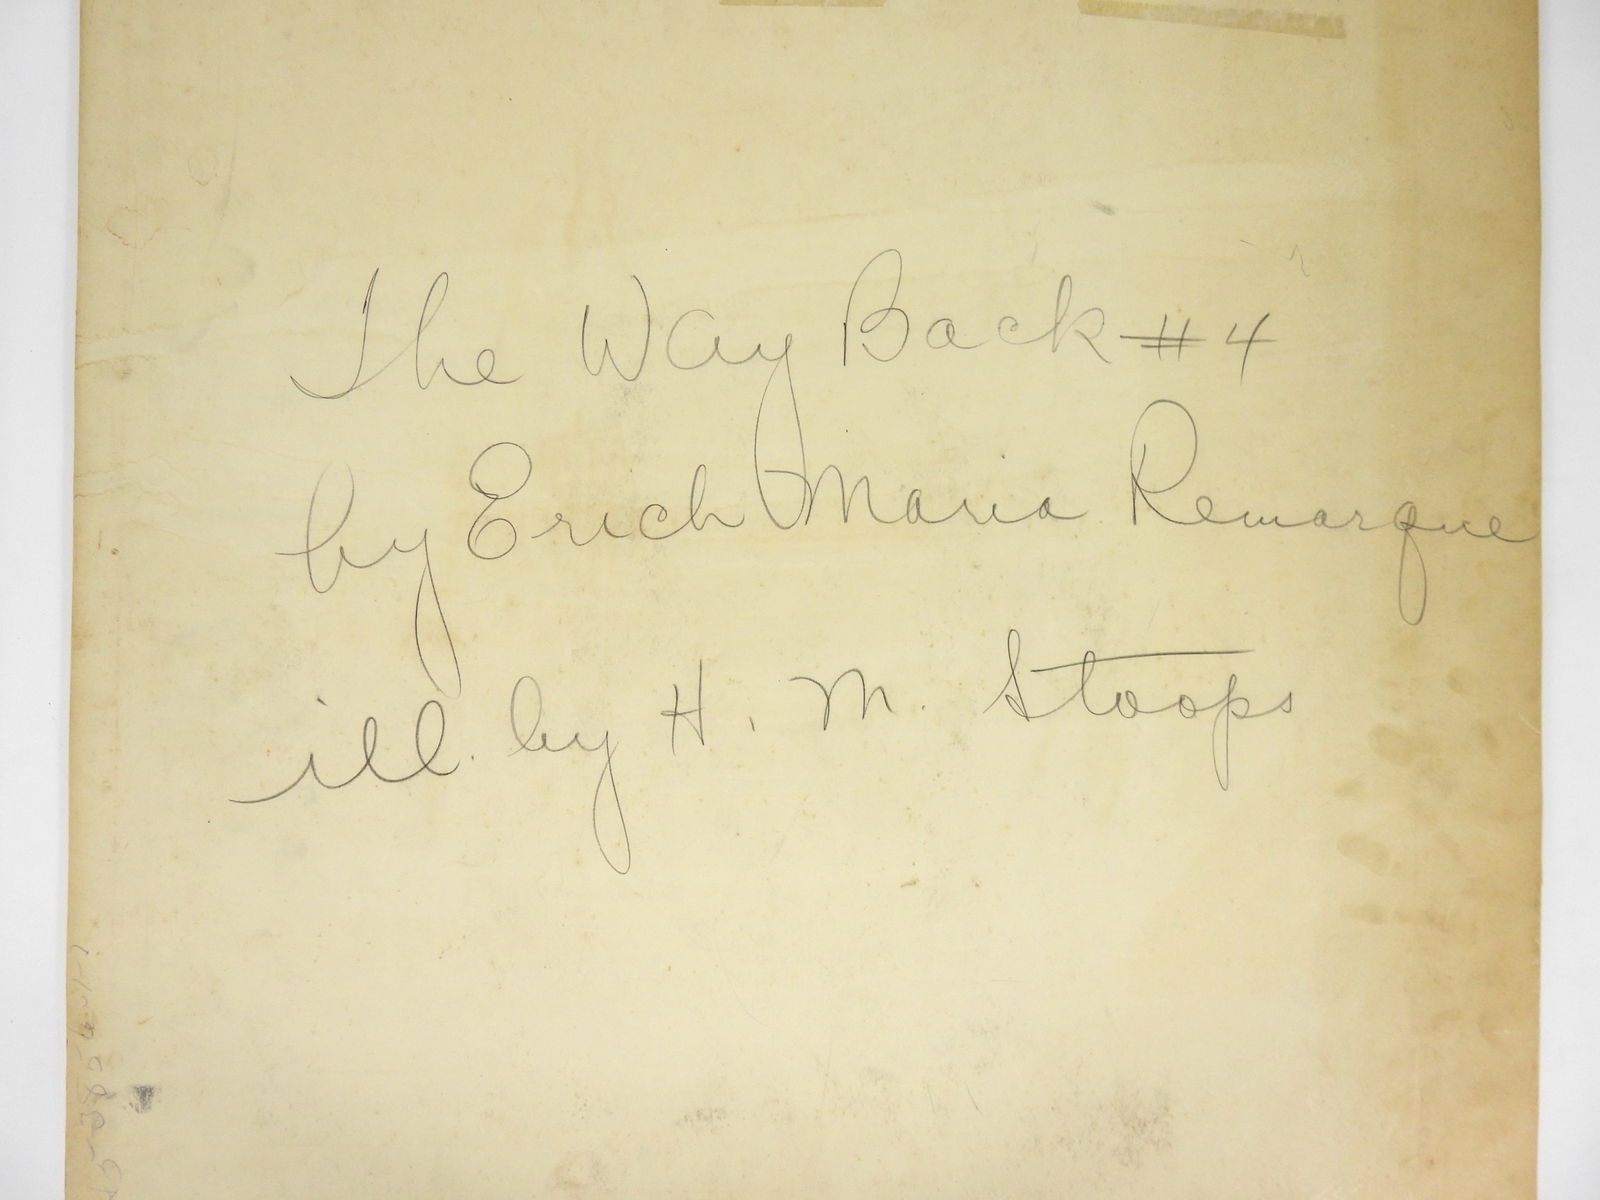 The Way Back #4
by Erich Maria Remarque
ill. by H. M. Stoops